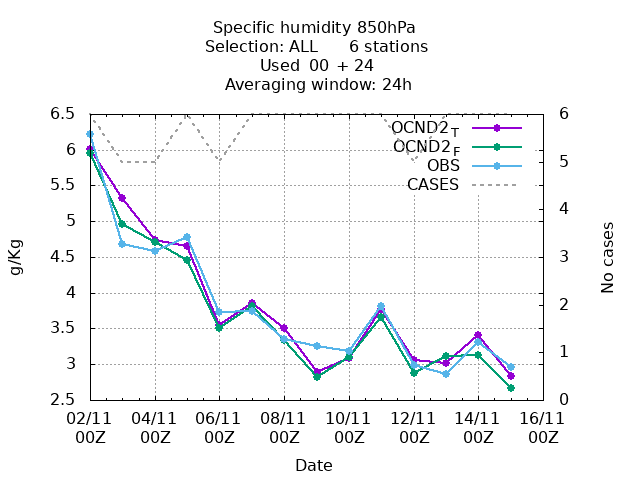 Specific humidity 850hPa
Selection: ALL 6 stations
Used 00 + 24
Averaging window: 24h
6.5
6
5.5
5
4.5
4
3.5
3
2.5
g/Kg
6
5
4
3
2
1
0
No cases
OCND2_T
OCND2_F
OBS
CASES
02/11 04/11 06/11 08/11 10/11 12/11 14/11 16/11
00Z 00Z 00Z 00Z 00Z 00Z 00Z 00Z
Date